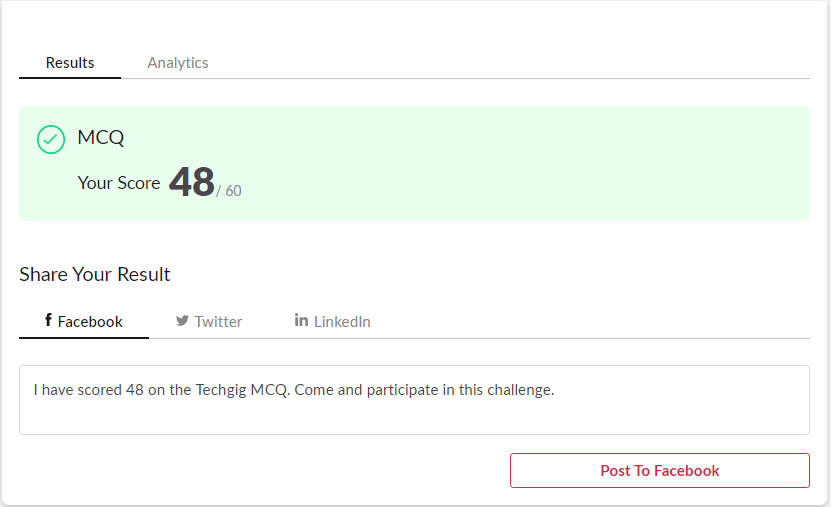 Results Analytics
MCQ
Your Score 48 / 60
Share Your Result
Facebook Twitter LinkedIn
I have scored 48 on the Techgig MCQ. Come and participate in this challenge.
Post To Facebook